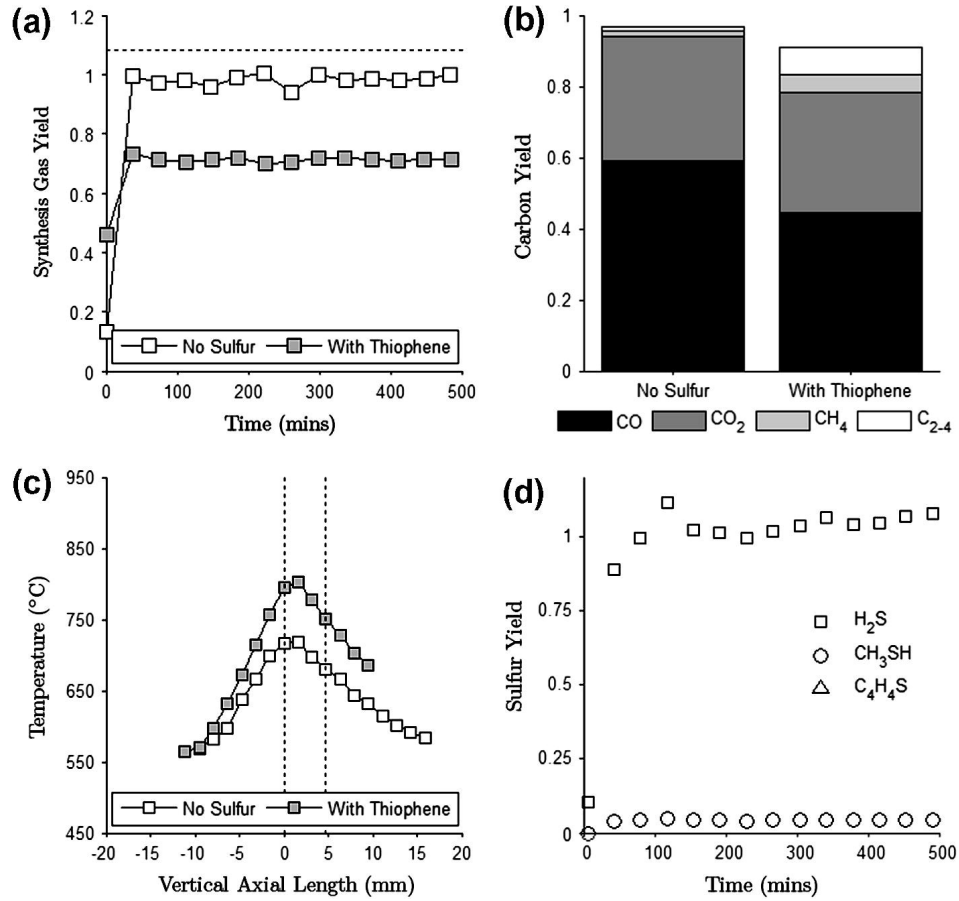 (a)
1.2
1
0.8
0.6
0.4
0.2
0
Synthesis Gas Yield
No Sulfur
With Thiophene
0 100 200 300 400 500
Time (mins)
(b)
1
0.8
0.6
0.4
0.2
0
Carbon Yield
No Sulfur
With Thiophene
CO
CO2
CH4
C2-4
(c)
950
850
750
650
550
450
Temperature (°C)
No Sulfur
With Thiophene
-20 -15 -10 -5 0 5 10 15 20
Vertical Axial Length (mm)
(d)
1
0.75
0.5
0.25
0
Sulfur Yield
H2S
CH3SH
C4H4S
0 100 200 300 400 500
Time (mins)